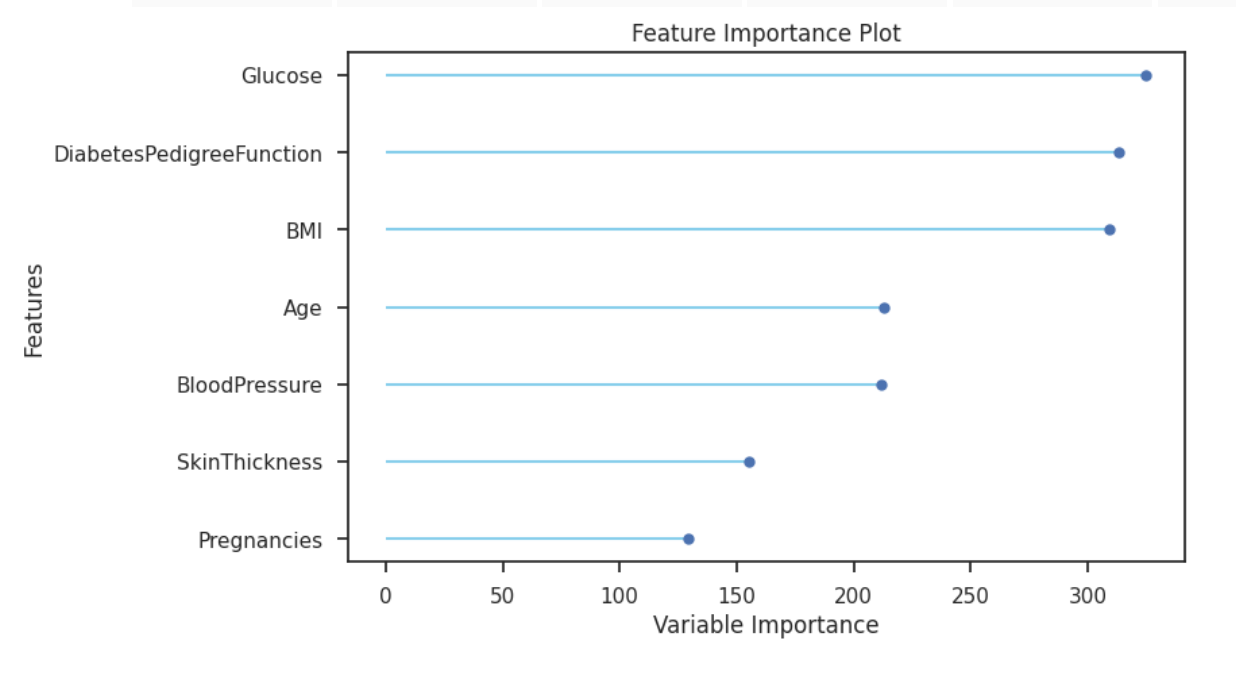 Feature Importance Plot
Glucose
DiabetesPedigreeFunction
BMI
Age
BloodPressure
SkinThickness
Pregnancies
Features
0 50 100 150 200 250 300
Variable Importance